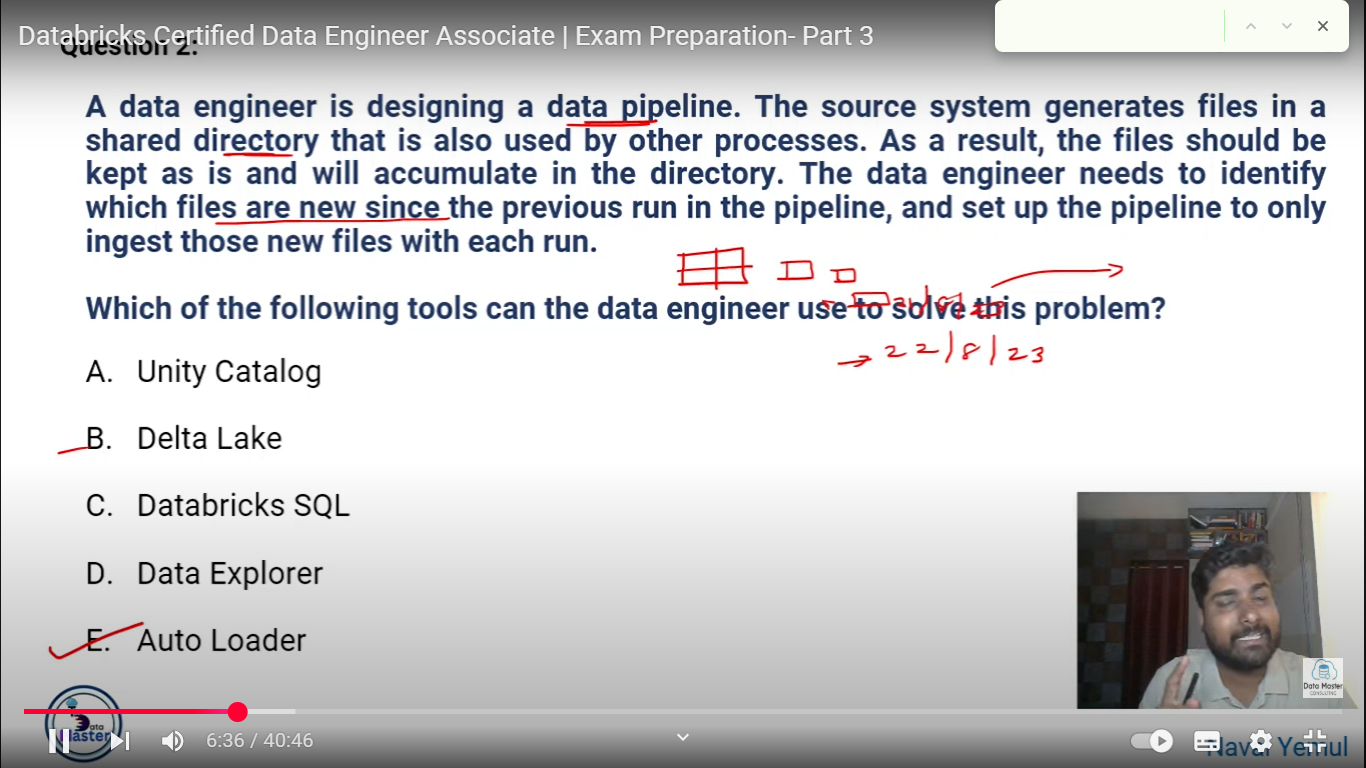 Databricks Certified Data Engineer Associate | Exam Preparation- Part 3
Question 2:
A data engineer is designing a data pipeline. The source system generates files in a
shared directory that is also used by other processes. As a result, the files should be
kept as is and will accumulate in the directory. The data engineer needs to identify
which files are new since the previous run in the pipeline, and set up the pipeline to only
ingest those new files with each run.
Which of the following tools can the data engineer use to solve this problem?
22/8/23
A. Unity Catalog
B. Delta Lake
C. Databricks SQL
D. Data Explorer
E. Auto Loader
Data Master
CONSULTING
Data
Master
6:36 / 40:46
Naval Yemul